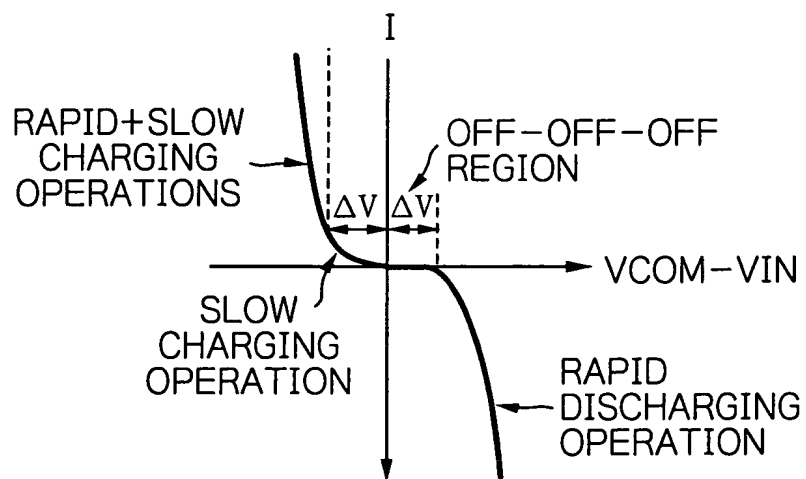 I
RAPID+SLOW
CHARGING
OPERATIONS
OFF-OFF-OFF
REGION
ΔV ΔV
VCOM-VIN
SLOW
CHARGING
OPERATION
RAPID
DISCHARGING
OPERATION